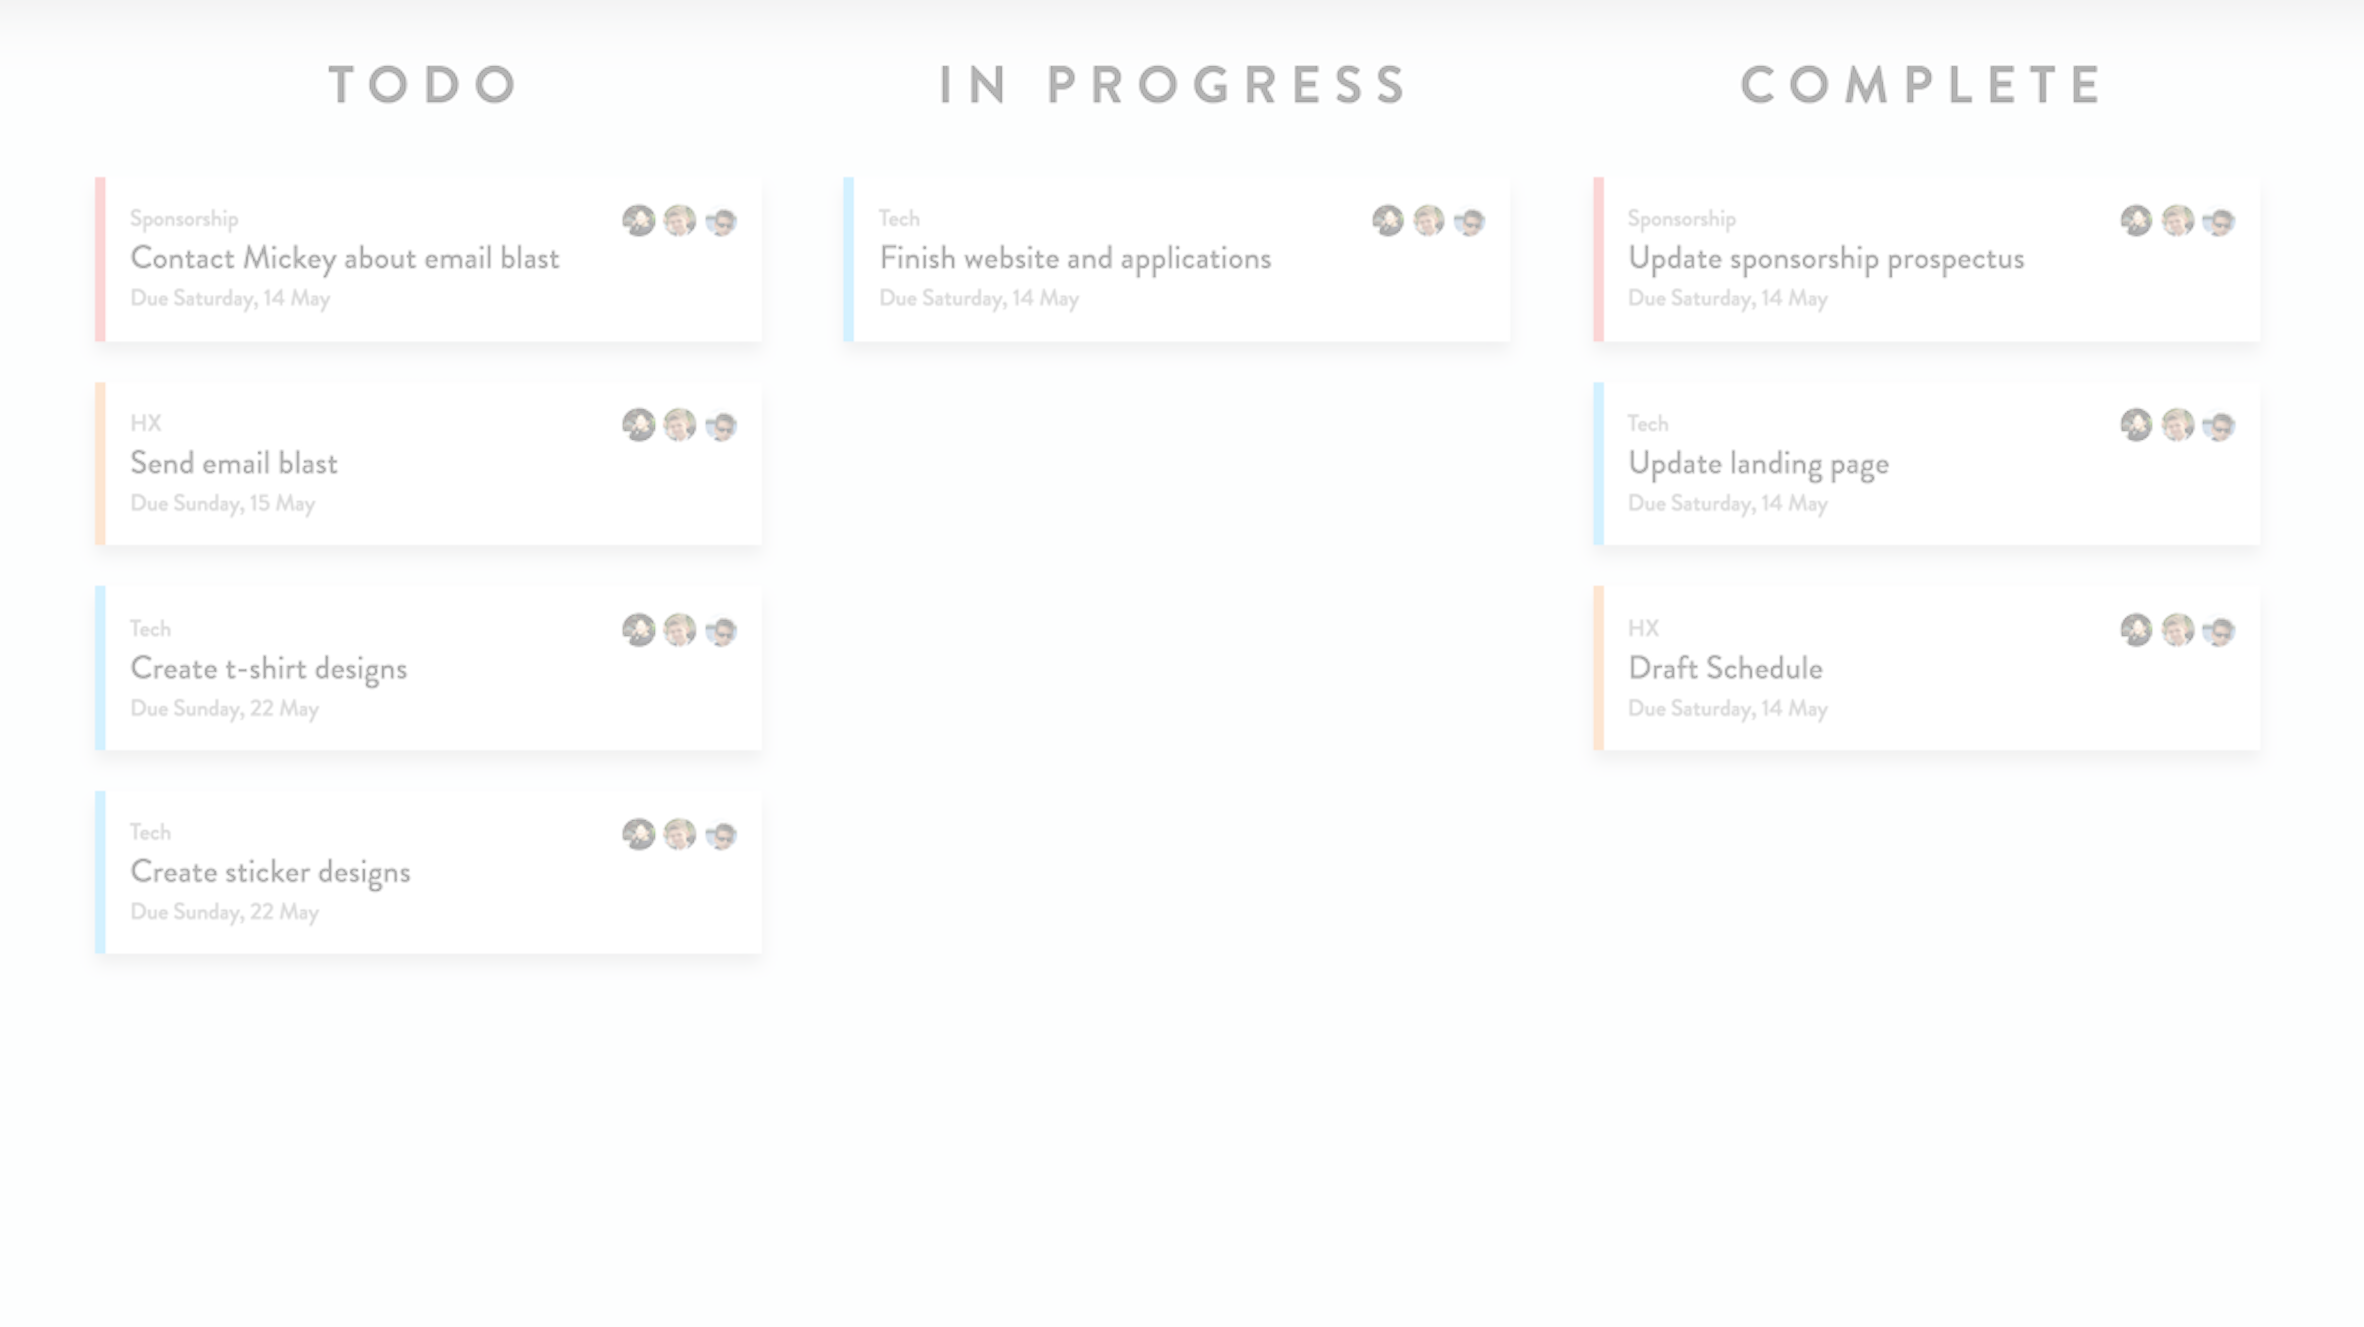 TODO
Sponsorship
Contact Mickey about email blast
Due Saturday, 14 May
HX
Send email blast
Due Sunday, 15 May
Tech
Create t-shirt designs
Due Sunday, 22 May
Tech
Create sticker designs
Due Sunday, 22 May
IN PROGRESS
Tech
Finish website and applications
Due Saturday, 14 May
COMPLETE
Sponsorship
Update sponsorship prospectus
Due Saturday, 14 May
Tech
Update landing page
Due Saturday, 14 May
HX
Draft Schedule
Due Saturday, 14 May